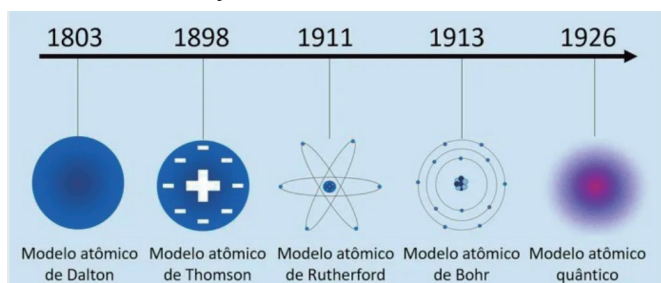 1803 1898 1911 1913 1926
Modelo atômico Modelo atômico Modelo atômico Modelo atômico Modelo atômico
de Dalton de Thomson de Rutherford de Bohr quântico